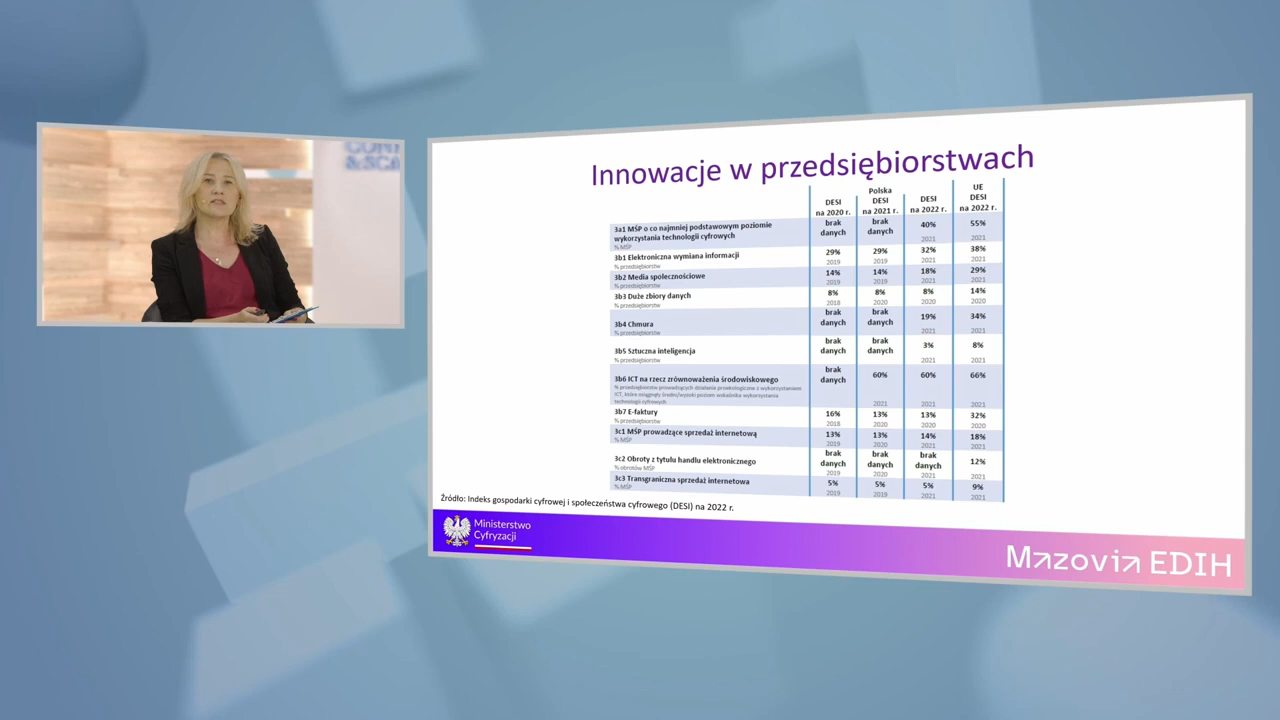 CONF
&SCA
Innowacje w przedsiębiorstwach
Polska
UE
DESI
na 2020 r.
DESI
na 2021 r.
DESI
na 2022 r.
DESI
na 2022 r.
3a1 MŚP o co najmniej podstawowym poziomie
wykorzystania technologii cyfrowych
% MŚP
brak
danych
brak
danych
40%
2021
55%
2021
3b1 Elektroniczna wymiana informacji
% przedsiębiorstw
29%
2019
29%
2019
32%
2021
38%
2021
3b2 Media społecznościowe
% przedsiębiorstw
14%
2019
14%
2019
18%
2021
29%
2021
3b3 Duże zbiory danych
% przedsiębiorstw
8%
2018
8%
2020
8%
2020
14%
2020
3b4 Chmura
% przedsiębiorstw
brak
danych
brak
danych
19%
2021
34%
2021
3b5 Sztuczna inteligencja
% przedsiębiorstw
brak
danych
brak
danych
3%
2021
8%
2021
3b6 ICT na rzecz zrównoważenia środowiskowego
% przedsiębiorstw prowadzących działania proekologiczne z wykorzystaniem
ICT, które osiągnęły średni/wysoki poziom wskaźnika wykorzystania
technologii cyfrowych
brak
danych
60%
2021
60%
2021
66%
2021
3b7 E-faktury
% przedsiębiorstw
16%
2018
13%
2020
13%
2020
32%
2020
3c1 MŚP prowadzące sprzedaż internetową
% MŚP
13%
2019
13%
2020
14%
2021
18%
2021
3c2 Obroty z tytułu handlu elektronicznego
% obrotów MŚP
brak
danych
2019
brak
danych
2020
brak
danych
2021
12%
2021
3c3 Transgraniczna sprzedaż internetowa
% MŚP
5%
2019
5%
2019
5%
2021
9%
2021
Źródło: Indeks gospodarki cyfrowej i społeczeństwa cyfrowego (DESI) na 2022 r.
Ministerstwo
Cyfryzacji
Mazovia EDIH